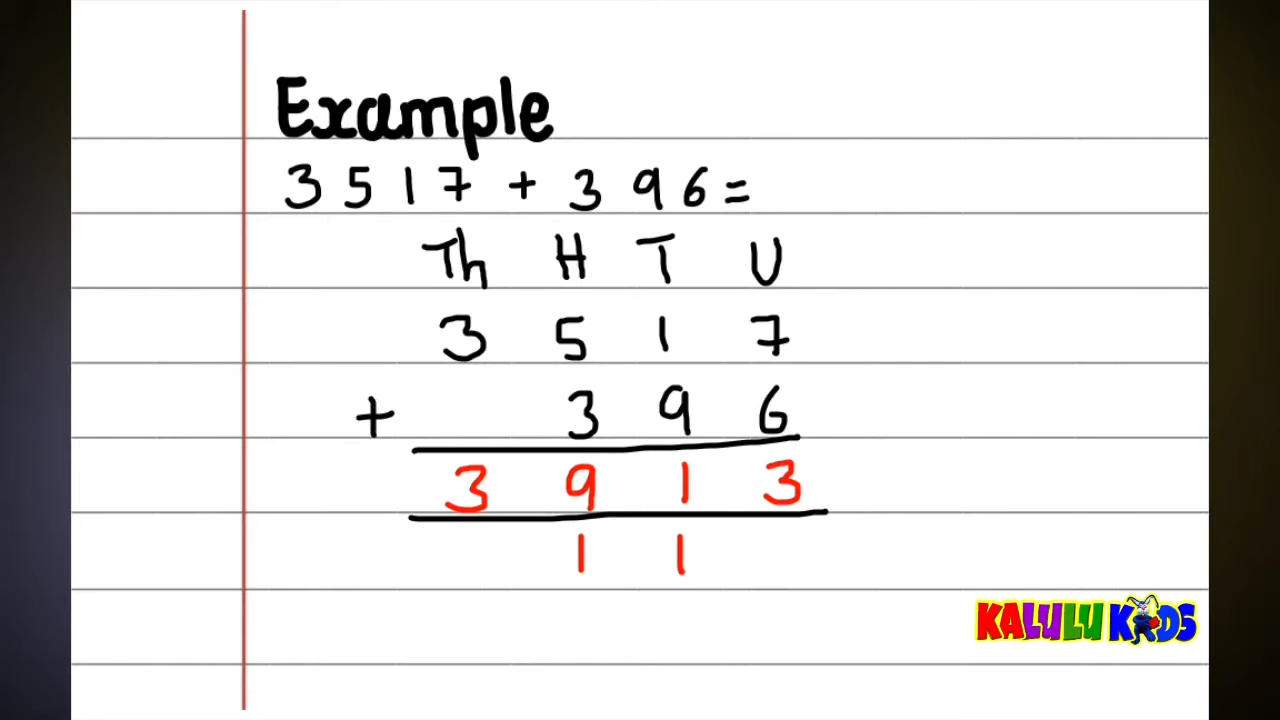 Example
3517 + 396 =
Th H T U
3 5 1 7
+ 3 9 6
3 9 1 3
1 1
KALULU KIDS